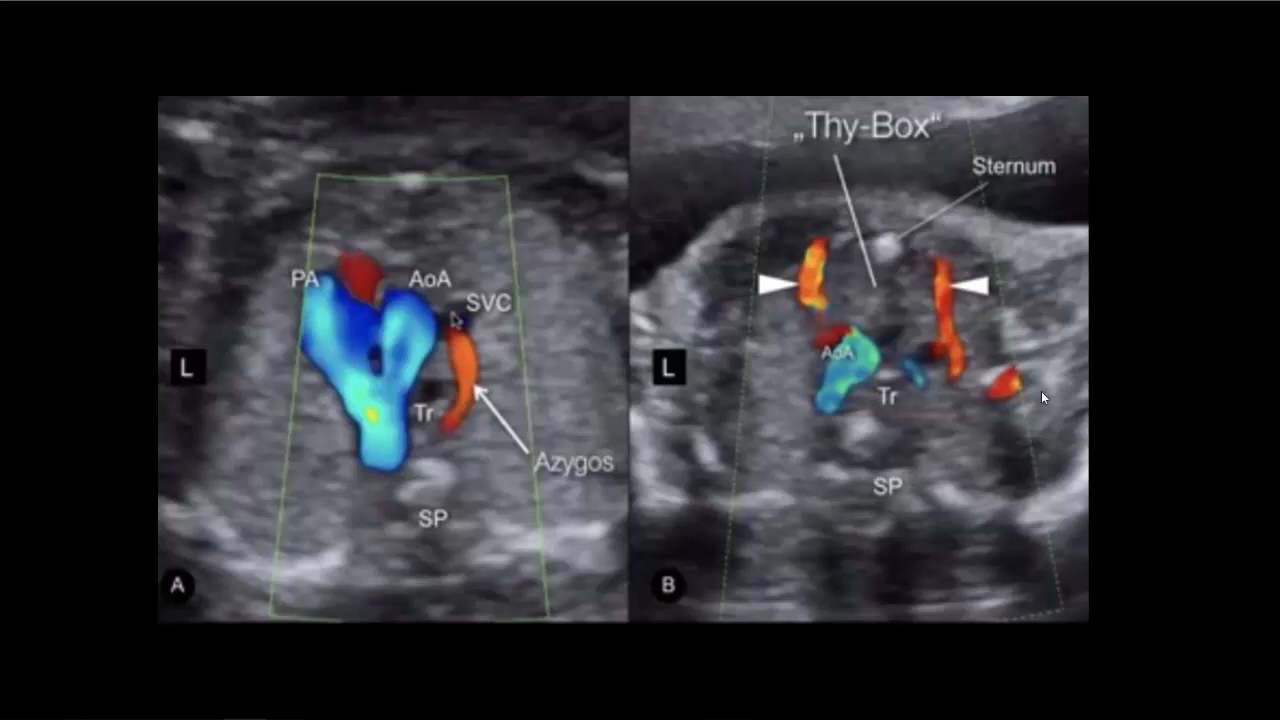 PA
AoA
SVC
L
Tr
Azygos
SP
A
„Thy-Box“
Sternum
L
AoA
Tr
SP
B